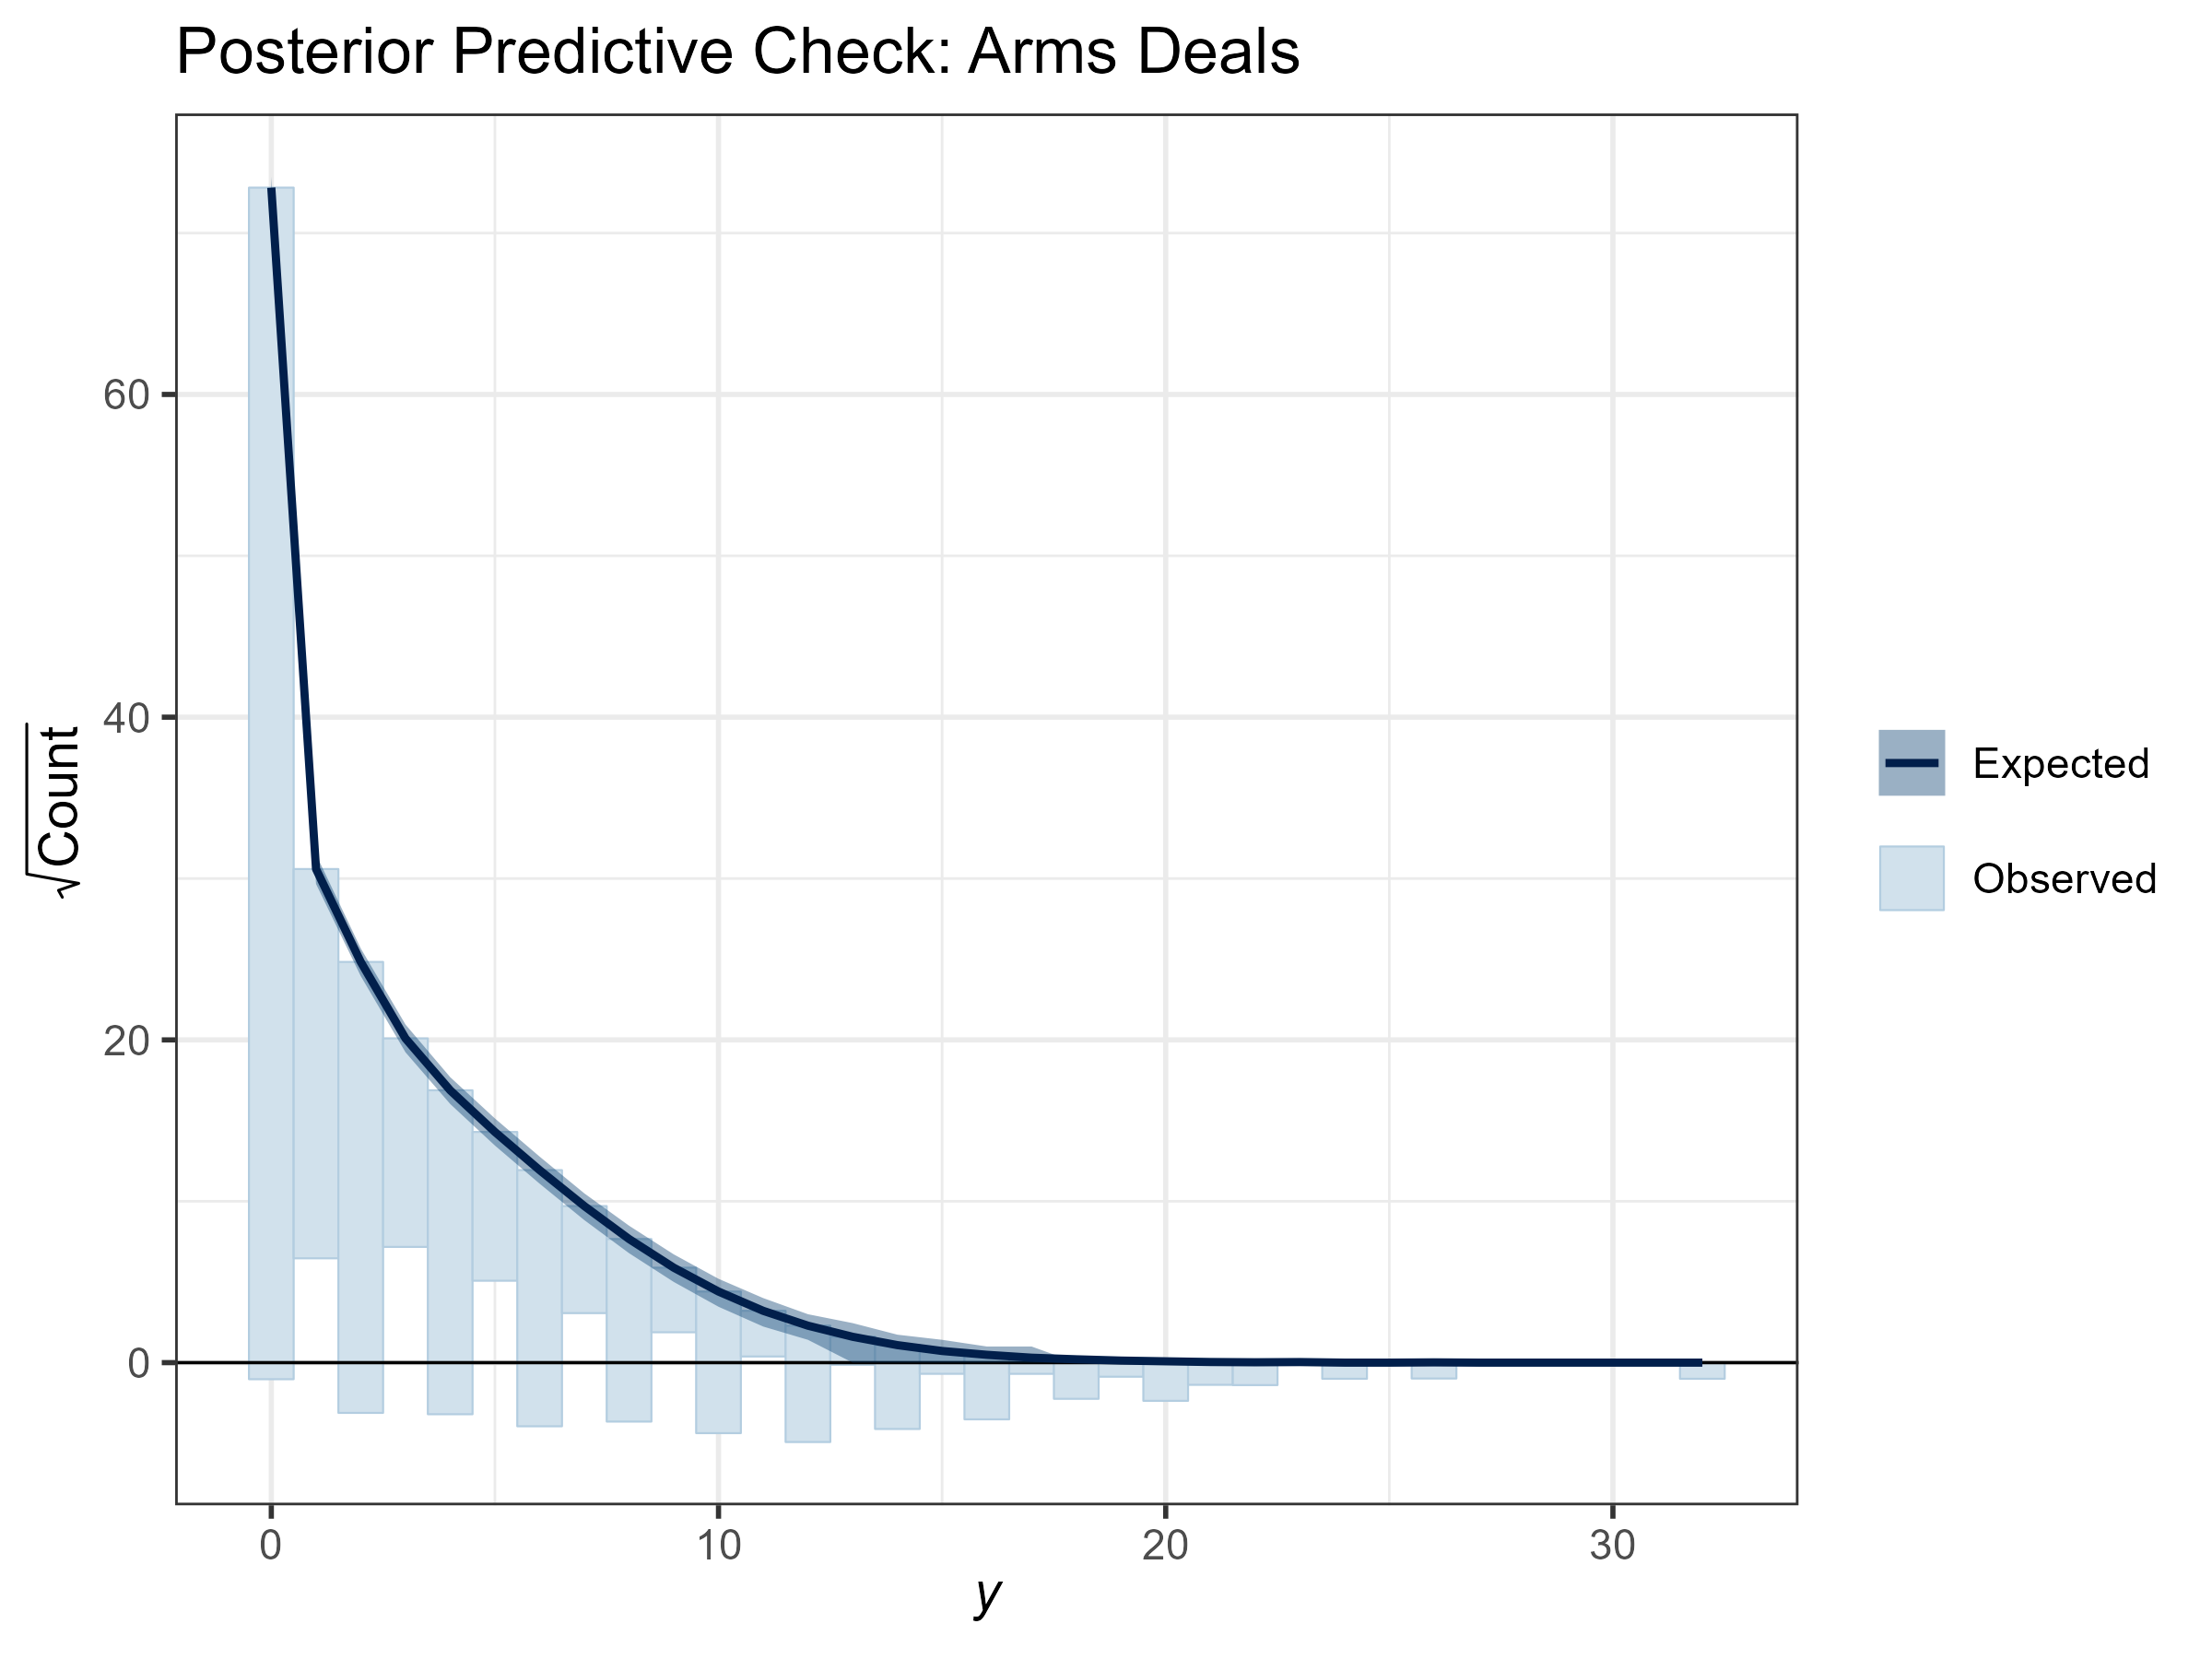 Posterior Predictive Check: Arms Deals
√Count
60
40
20
0
0 10 20 30
y
Expected
Observed